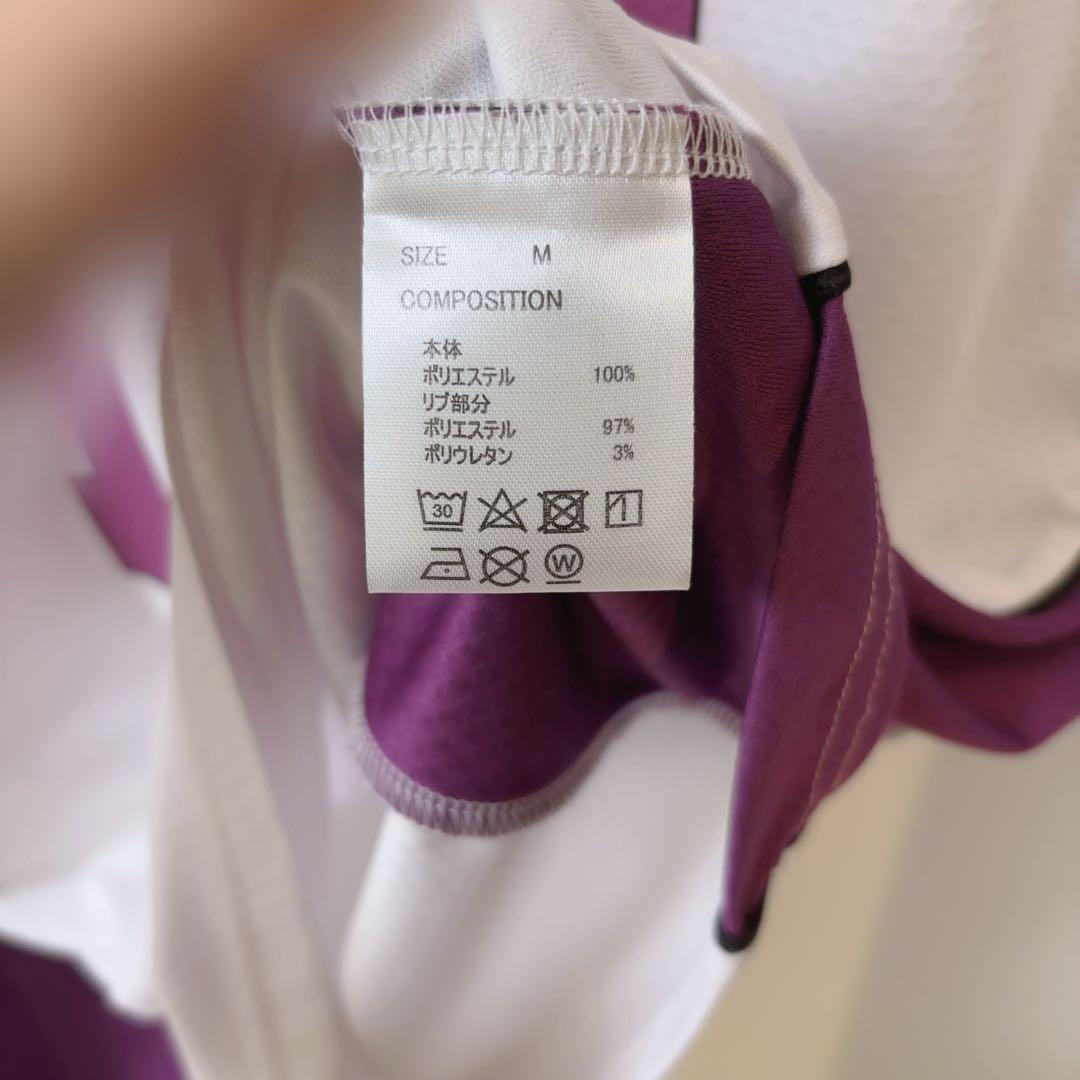 SIZE M
COMPOSITION
本体
ポリエステル 100%
リブ部分
ポリエステル 97%
ポリウレタン 3%
30
W